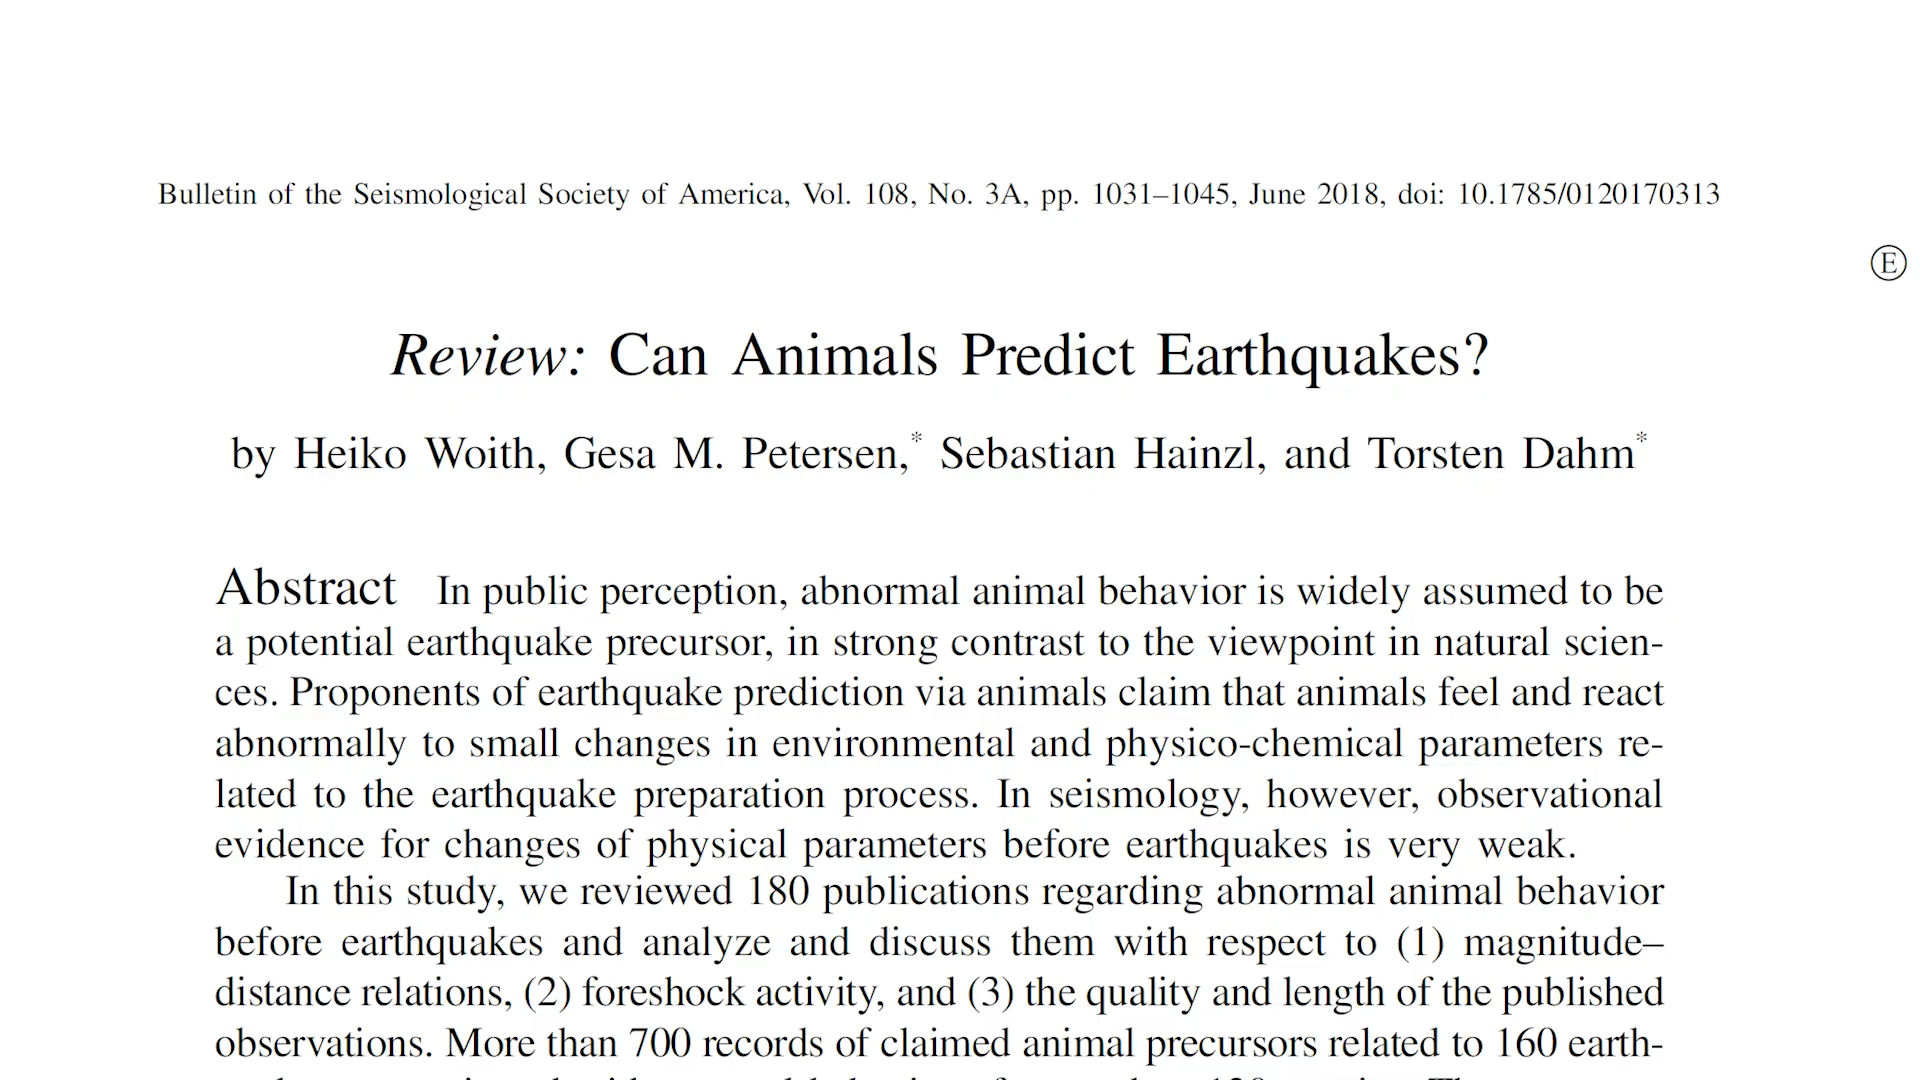 Bulletin of the Seismological Society of America, Vol. 108, No. 3A, pp. 1031–1045, June 2018, doi: 10.1785/0120170313
Ⓔ
Review: Can Animals Predict Earthquakes?
by Heiko Woith, Gesa M. Petersen,* Sebastian Hainzl, and Torsten Dahm*
Abstract In public perception, abnormal animal behavior is widely assumed to be
a potential earthquake precursor, in strong contrast to the viewpoint in natural scien-
ces. Proponents of earthquake prediction via animals claim that animals feel and react
abnormally to small changes in environmental and physico-chemical parameters re-
lated to the earthquake preparation process. In seismology, however, observational
evidence for changes of physical parameters before earthquakes is very weak.
In this study, we reviewed 180 publications regarding abnormal animal behavior
before earthquakes and analyze and discuss them with respect to (1) magnitude–
distance relations, (2) foreshock activity, and (3) the quality and length of the published
observations. More than 700 records of claimed animal precursors related to 160 earth-